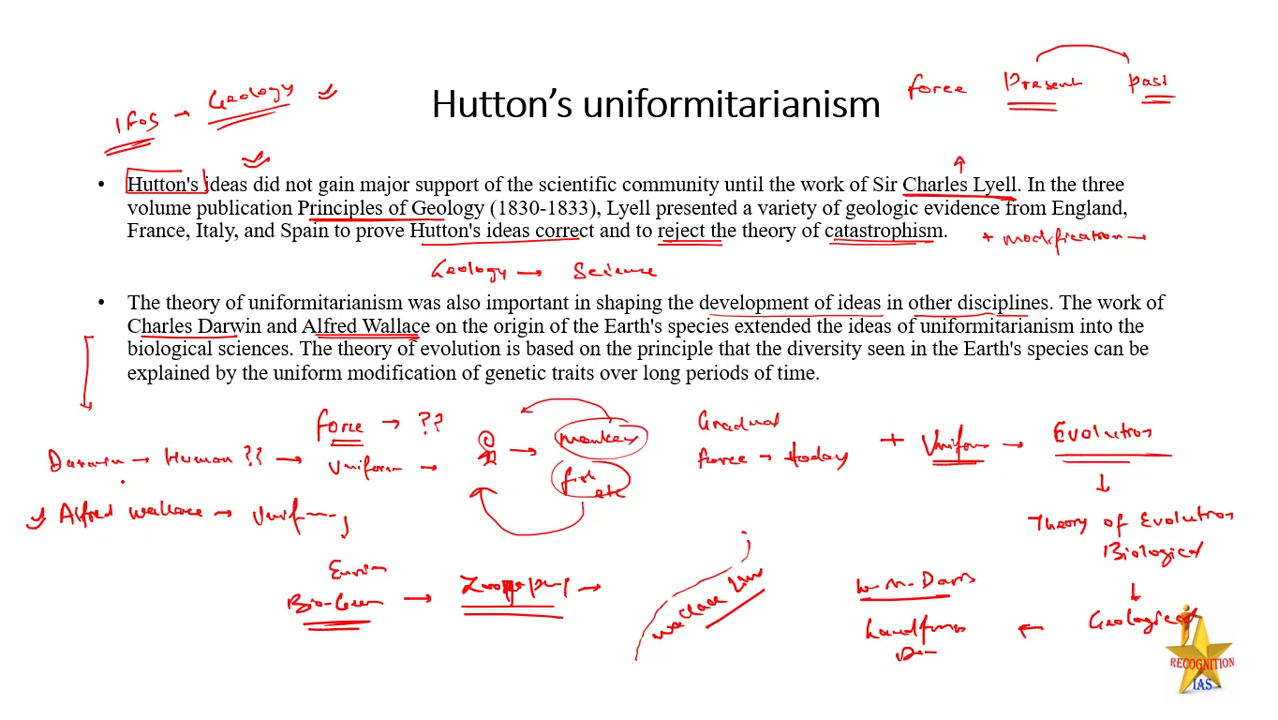 Hutton's uniformitarianism
force Present Past
IFoS → Geology
• Hutton's ideas did not gain major support of the scientific community until the work of Sir Charles Lyell. In the three
volume publication Principles of Geology (1830-1833), Lyell presented a variety of geologic evidence from England,
France, Italy, and Spain to prove Hutton's ideas correct and to reject the theory of catastrophism.
+ modification →
Geology → Science
• The theory of uniformitarianism was also important in shaping the development of ideas in other disciplines. The work of
Charles Darwin and Alfred Wallace on the origin of the Earth's species extended the ideas of uniformitarianism into the
biological sciences. The theory of evolution is based on the principle that the diversity seen in the Earth's species can be
explained by the uniform modification of genetic traits over long periods of time.
Force → ??
Darwin → Human ?? → Uniform →
→ monkey
fish etc
Gradual
Force → today
+ Uniform → Evolution
Alfred Wallace →
Theory of Evolution
Biological
Geological
Wallace Line
W.M. Davis
RECOGNITION
IAS